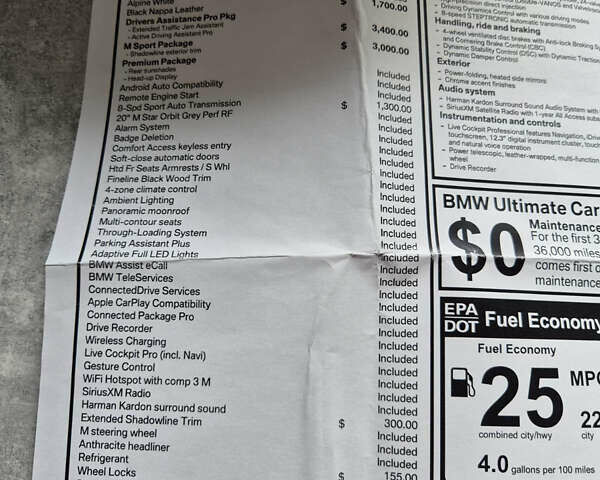 Alpine White
Black Nappa Leather $ 1,700.00
Drivers Assistance Pro Pkg
- Extended Traffic Jam Assistant
- Active Driving Assistant Pro $ 3,400.00
M Sport Package
- Shadowline exterior trim $ 3,000.00
Premium Package
- Rear sunshades
- Head-up Display
Android Auto Compatibility Included
Remote Engine Start Included
8-Spd Sport Auto Transmission Included
20" M Star Orbit Grey Perf RF $ 1,300.00
Alarm System Included
Badge Deletion Included
Comfort Access keyless entry Included
Soft-close automatic doors Included
Htd Fr Seats Armrests / S Whl Included
Fineline Black Wood Trim Included
4-zone climate control Included
Ambient Lighting Included
Panoramic moonroof Included
Multi-contour seats Included
Through-Loading System Included
Parking Assistant Plus Included
Adaptive Full LED Lights Included
BMW Assist eCall Included
BMW TeleServices Included
ConnectedDrive Services Included
Apple CarPlay Compatibility Included
Connected Package Pro Included
Drive Recorder Included
Wireless Charging Included
Live Cockpit Pro (incl. Navi) Included
Gesture Control Included
WiFi Hotspot with comp 3 M Included
SiriusXM Radio Included
Harman Kardon surround sound Included
Extended Shadowline Trim $ 300.00
M steering wheel Included
Anthracite headliner Included
Refrigerant Included
Wheel Locks $ 155.00
- Driving Dynamics Control with various driving modes.
- 8-speed STEPTRONIC automatic transmission
Handling, ride and braking
- 4-wheel ventilated disc brakes with Anti-lock Braking
and Cornering Brake Control (CBC)
- Dynamic Stability Control (DSC) with Dynamic Traction
- Dynamic Damper Control
Exterior
- Power-folding, heated side mirrors
- Chrome accent finishes
Audio system
- Harman Kardon Surround Sound Audio System with
- SiriusXM Satellite Radio with 1-year All Access
Instrumentation and controls
- Live Cockpit Professional features Navigation,
touchscreen, 12.3" digital instrument cluster,
and natural voice operation
- Power telescopic, leather-wrapped, multi-function
wheel
- Drive Recorder
BMW Ultimate Car
$0
Maintenance
For the first 3
36,000 miles
comes first
maintenance
EPA
DOT
Fuel Economy
Fuel Economy
25
MPG
22
combined city/hwy
city
4.0 gallons per 100 miles